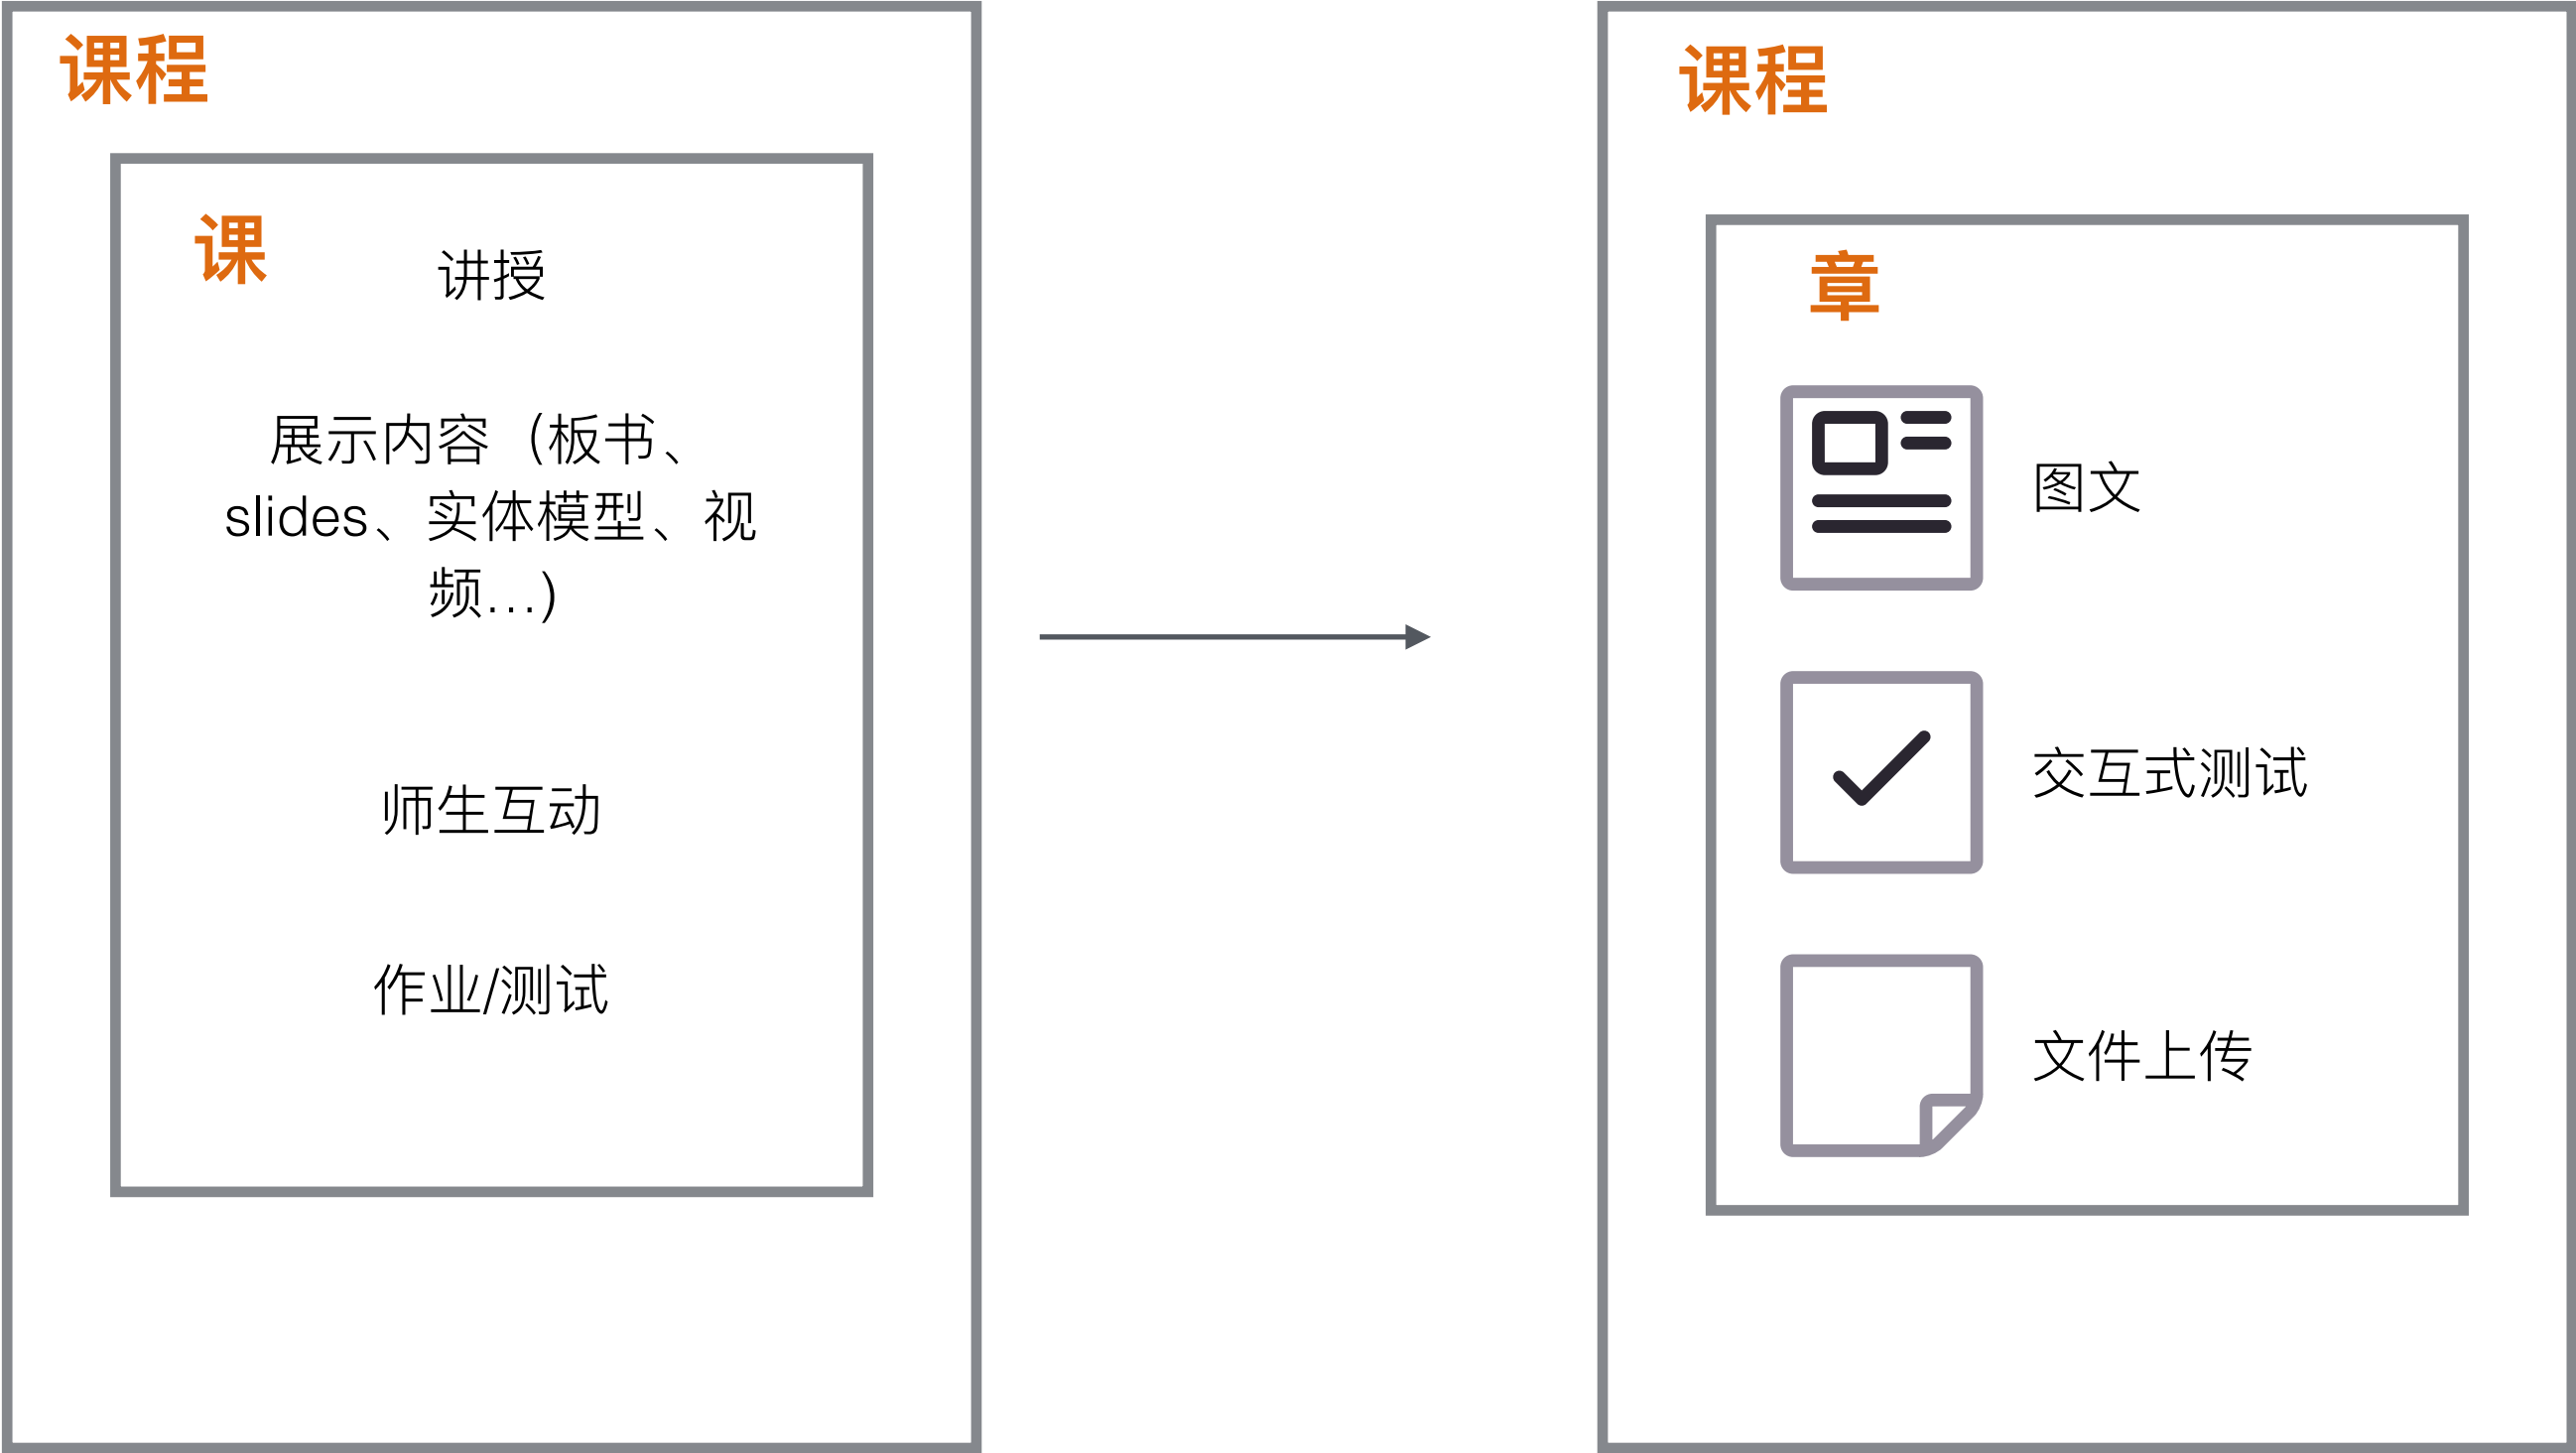 课程
课
讲授
展示内容（板书、
slides、实体模型、视
频…）
师生互动
作业/测试
课程
章
图文
交互式测试
文件上传